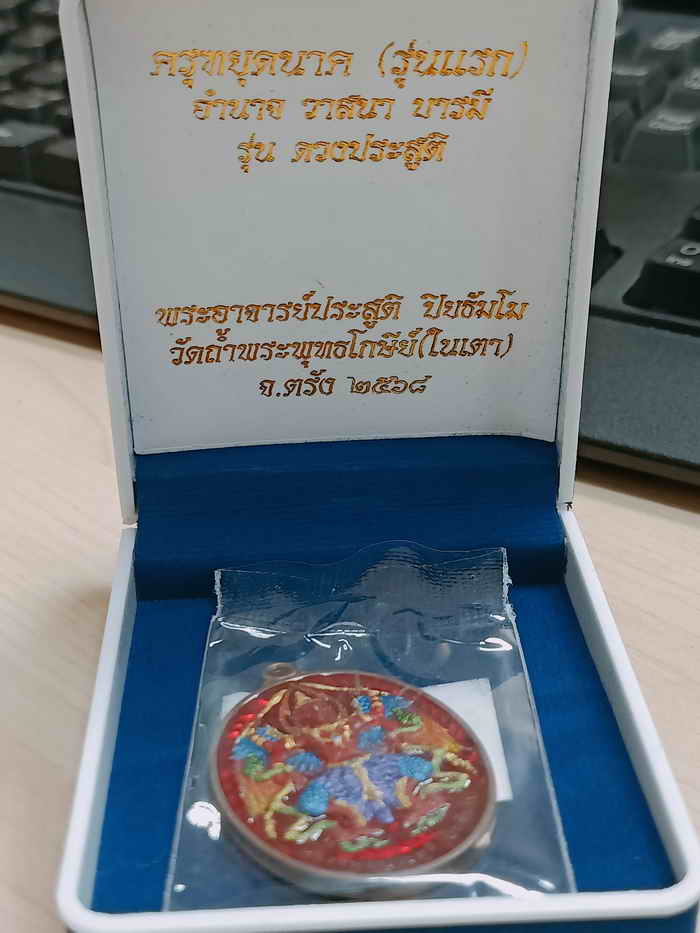 ครุฑยุดนาค (รุ่นแรก)
อำนาจ วาสนา บารมี
รุ่น ดวงประสูติ
พระอาจารย์ประสูติ ปิยธัมโม
วัดถ้ำพระพุทธโกษีย์(ในเตา)
จ.ตรัง ๒๕๖๘